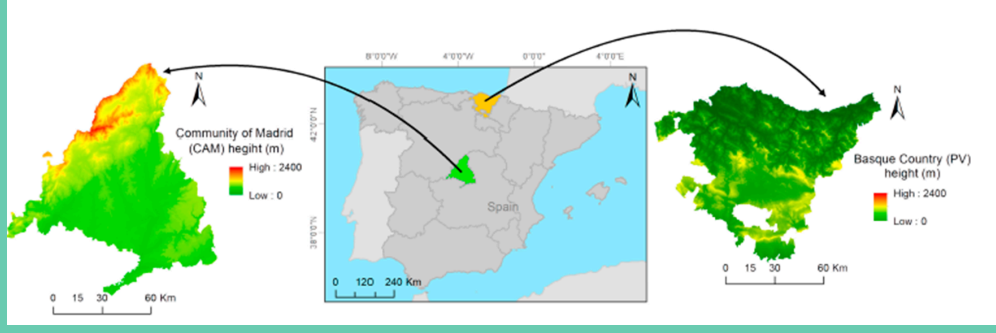 N
Community of Madrid
(CAM) hegiht (m)
High : 2400
Low : 0
0 15 30 60 Km
8°0'0"W 4°0'0"W 0°0'0" 4°0'0"E
42°0'0"N
38°0'0"N
N
Spain
0 120 240 Km
N
Basque Country (PV)
height (m)
High : 2400
Low : 0
0 15 30 60 Km